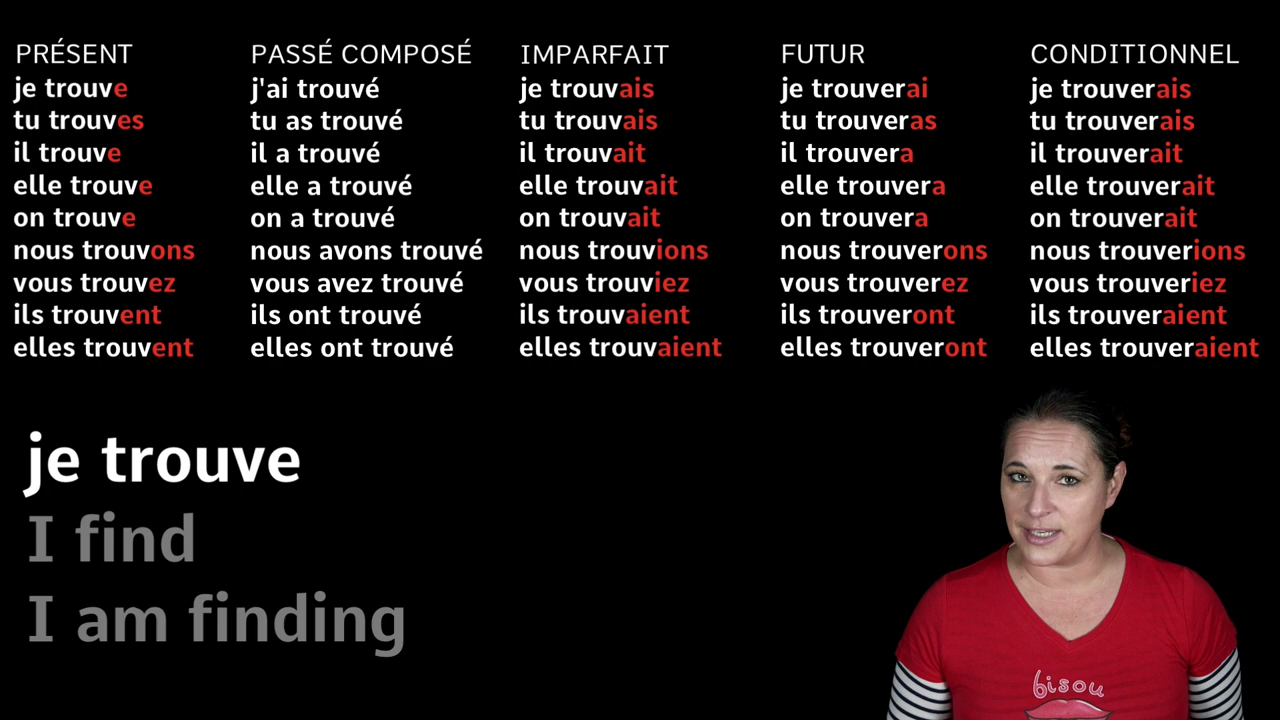 PRÉSENT
je trouve
tu trouves
il trouve
elle trouve
on trouve
nous trouvons
vous trouvez
ils trouvent
elles trouvent
PASSÉ COMPOSÉ
j'ai trouvé
tu as trouvé
il a trouvé
elle a trouvé
on a trouvé
nous avons trouvé
vous avez trouvé
ils ont trouvé
elles ont trouvé
IMPARFAIT
je trouvais
tu trouvais
il trouvait
elle trouvait
on trouvait
nous trouvions
vous trouviez
ils trouvaient
elles trouvaient
FUTUR
je trouverai
tu trouveras
il trouvera
elle trouvera
on trouvera
nous trouverons
vous trouverez
ils trouveront
elles trouveront
CONDITIONNEL
je trouverais
tu trouverais
il trouverait
elle trouverait
on trouverait
nous trouverions
vous trouveriez
ils trouveraient
elles trouveraient
je trouve
I find
I am finding
bisou